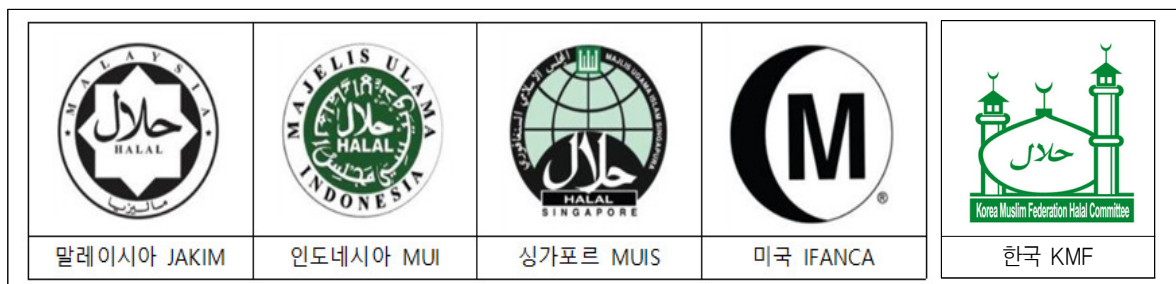 MALAYSIA
حلال
HALAL
ماليزيا
말레이시아 JAKIM
MAJELIS ULAMA
حلال
HALAL
INDONESIA
인도네시아 MUI
MAJLIS UGAMA ISLAM SINGAPURA
حلال
HALAL
SINGAPORE
싱가포르 MUIS
M
®
미국 IFANCA
حلال
Korea Muslim Federation Halal Committee
한국 KMF